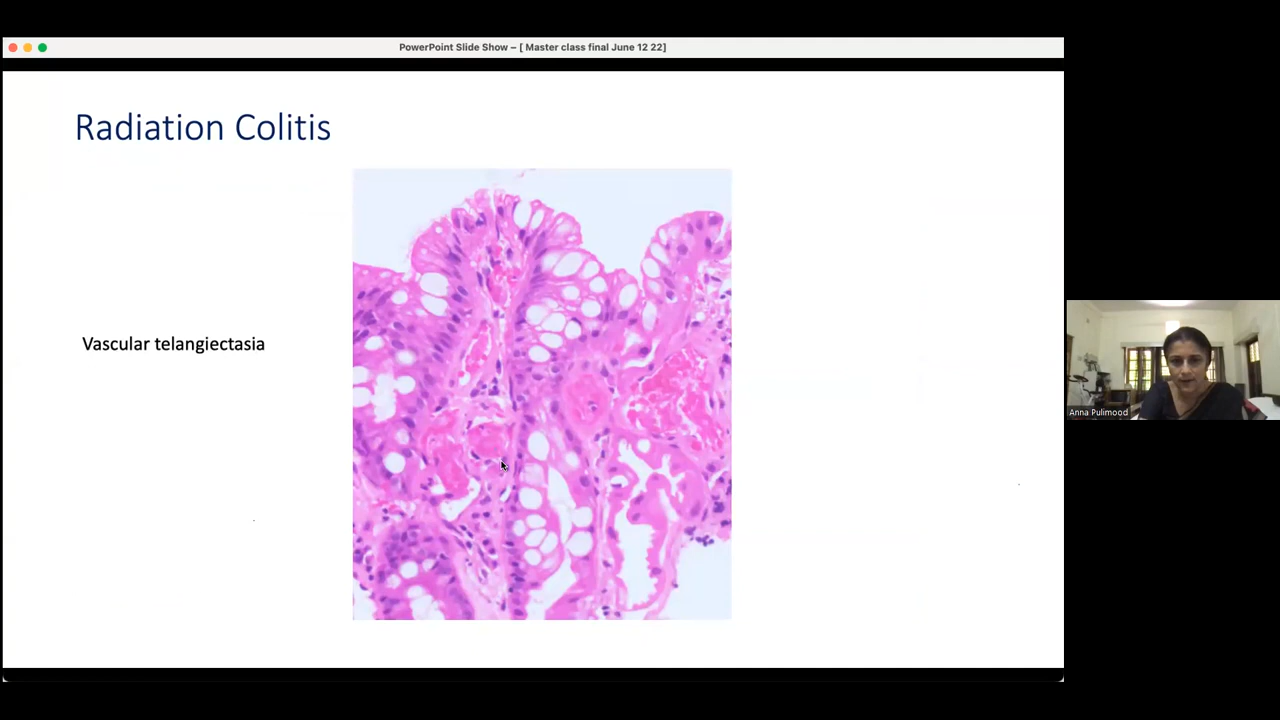 PowerPoint Slide Show – [ Master class final June 12 22]
Radiation Colitis
Vascular telangiectasia
Anna Pulimood